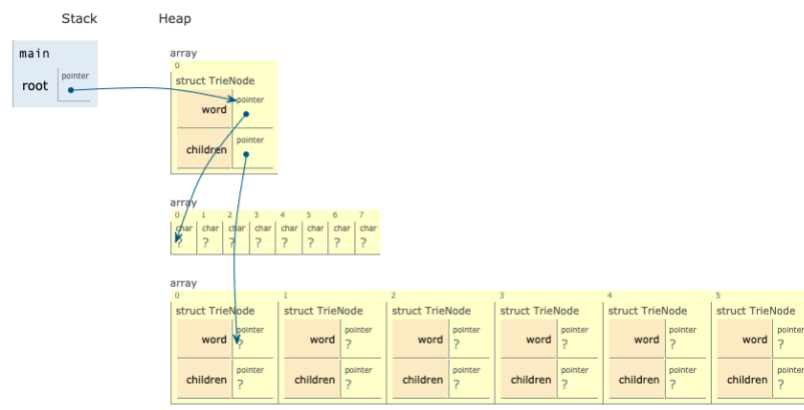 Stack Heap
main
root pointer
array
0
struct TrieNode
word pointer
children pointer
array
0 1 2 3 4 5 6 7
char char char char char char char char
? ? ? ? ? ? ? ?
array
0 1 2 3 4 5
struct TrieNode struct TrieNode struct TrieNode struct TrieNode struct TrieNode struct TrieNode
word pointer ? word pointer ? word pointer ? word pointer ? word pointer ? word pointer ?
children pointer ? children pointer ? children pointer ? children pointer ? children pointer ? children pointer ?